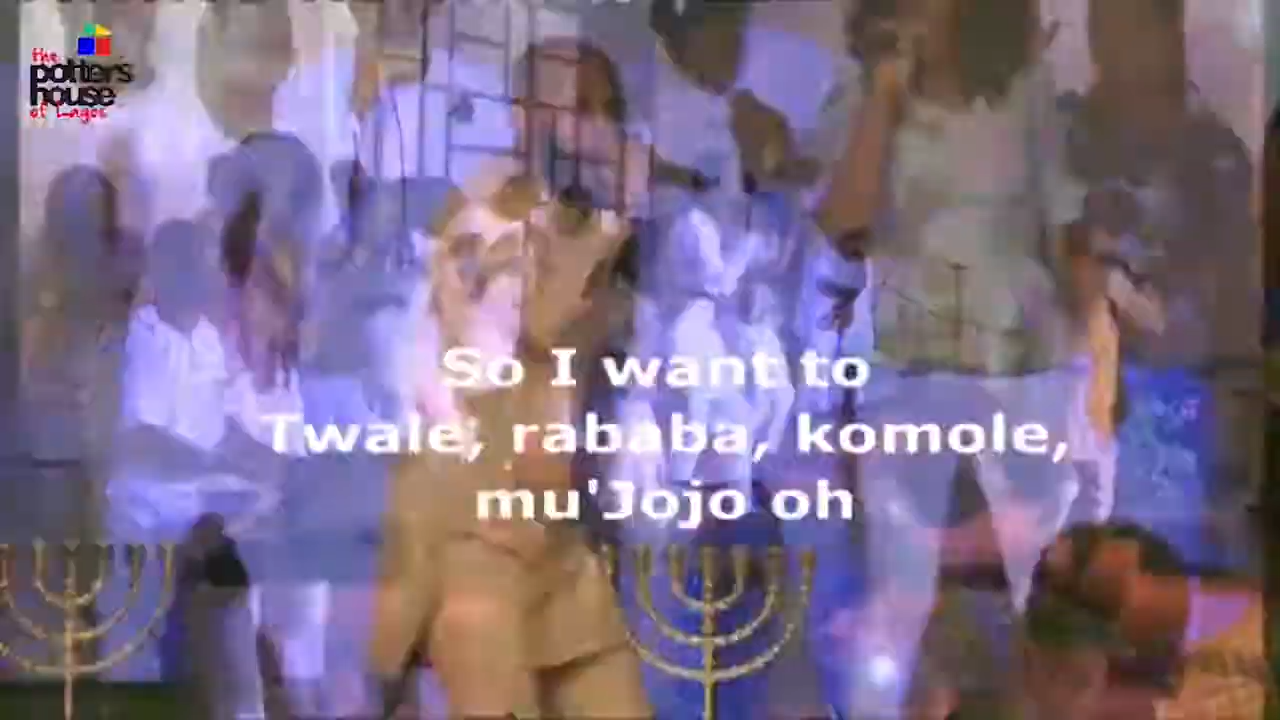 the
potter's
house
of Lagos
So I want to
Twale, rababa, komole,
mu'Jojo oh